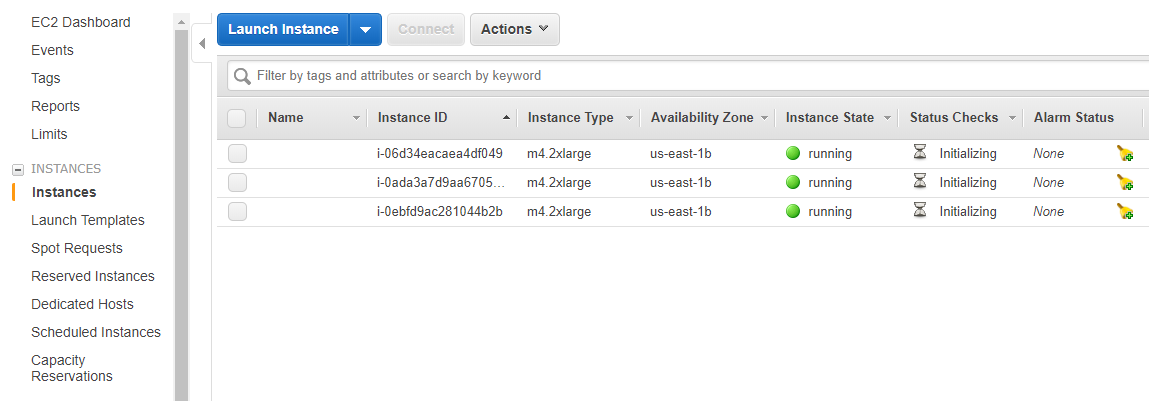 EC2 Dashboard
Events
Tags
Reports
Limits
INSTANCES
Instances
Launch Templates
Spot Requests
Reserved Instances
Dedicated Hosts
Scheduled Instances
Capacity
Reservations
Launch Instance Connect Actions
Filter by tags and attributes or search by keyword
Name Instance ID Instance Type Availability Zone Instance State Status Checks Alarm Status
i-06d34eacaea4df049 m4.2xlarge us-east-1b running Initializing None
i-0ada3a7d9aa6705... m4.2xlarge us-east-1b running Initializing None
i-0ebfd9ac281044b2b m4.2xlarge us-east-1b running Initializing None